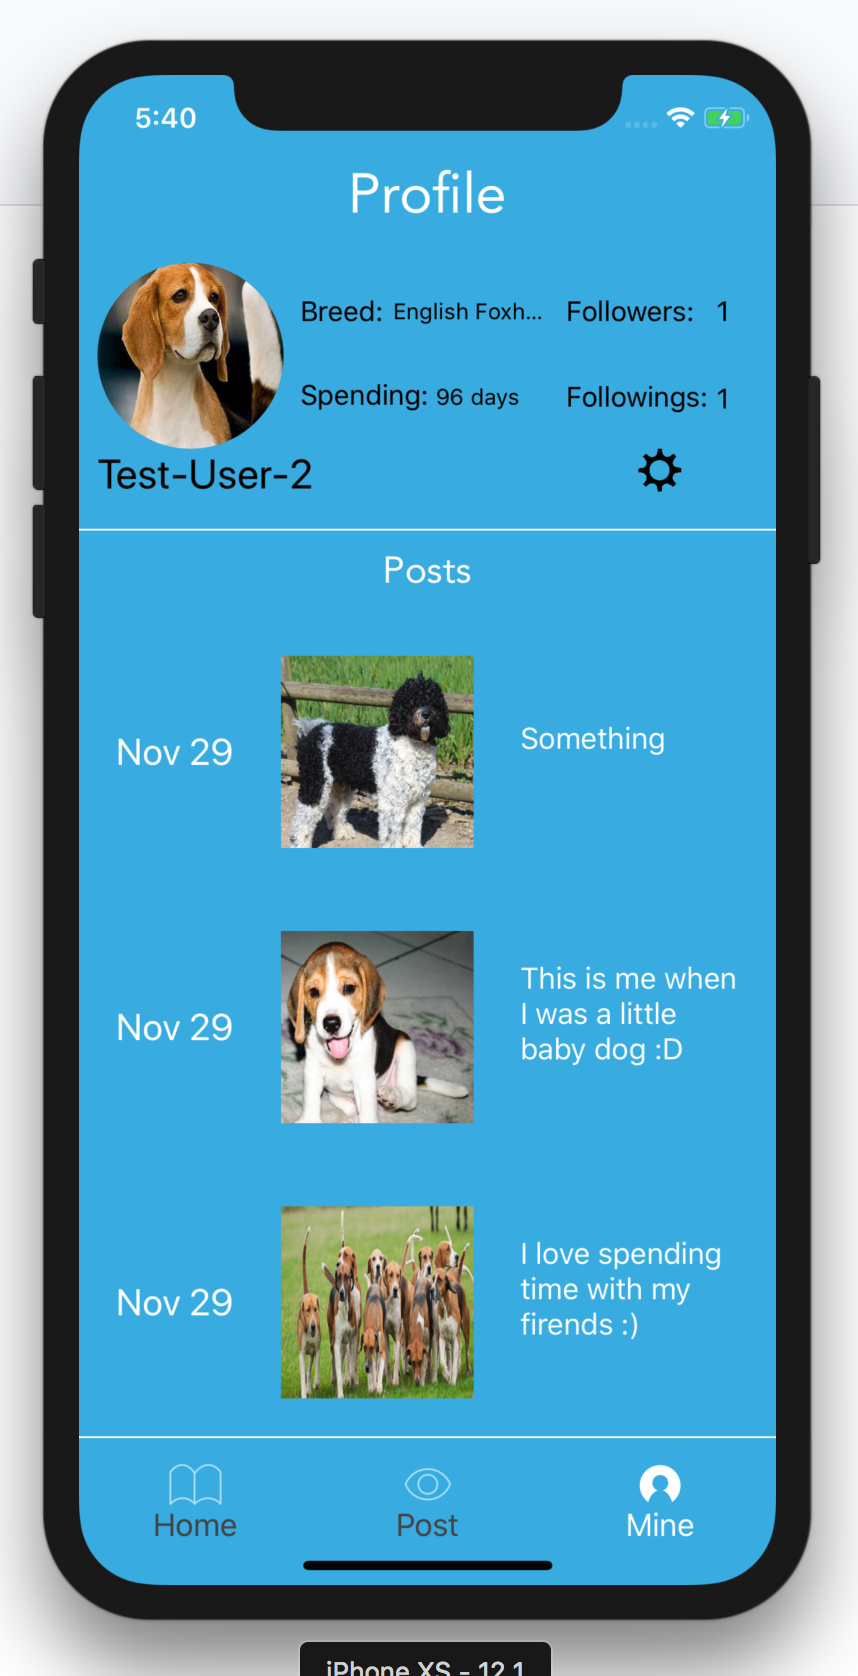 5:40
Profile
Breed: English Foxh... Followers: 1
Spending: 96 days Followings: 1
Test-User-2
Posts
Nov 29
Something
Nov 29
This is me when
I was a little
baby dog :D
Nov 29
I love spending
time with my
firends :)
Home Post Mine
iPhone XS - 12.1